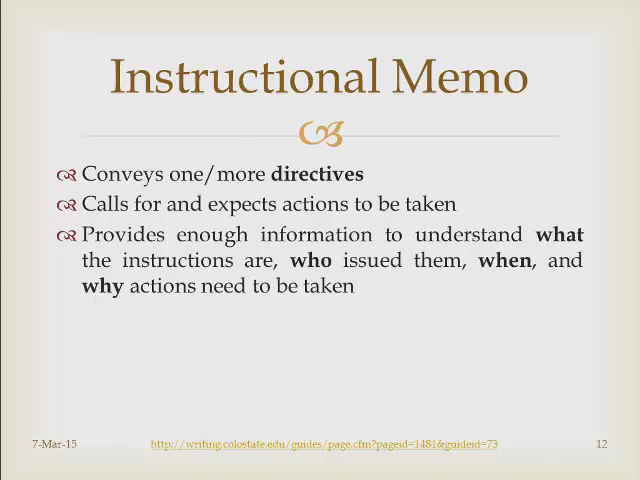 Instructional Memo
Conveys one/more directives
Calls for and expects actions to be taken
Provides enough information to understand what
the instructions are, who issued them, when, and
why actions need to be taken
7-Mar-15 http://writing.colostate.edu/guides/page.cfm?pageid=1481&guideid=73 12